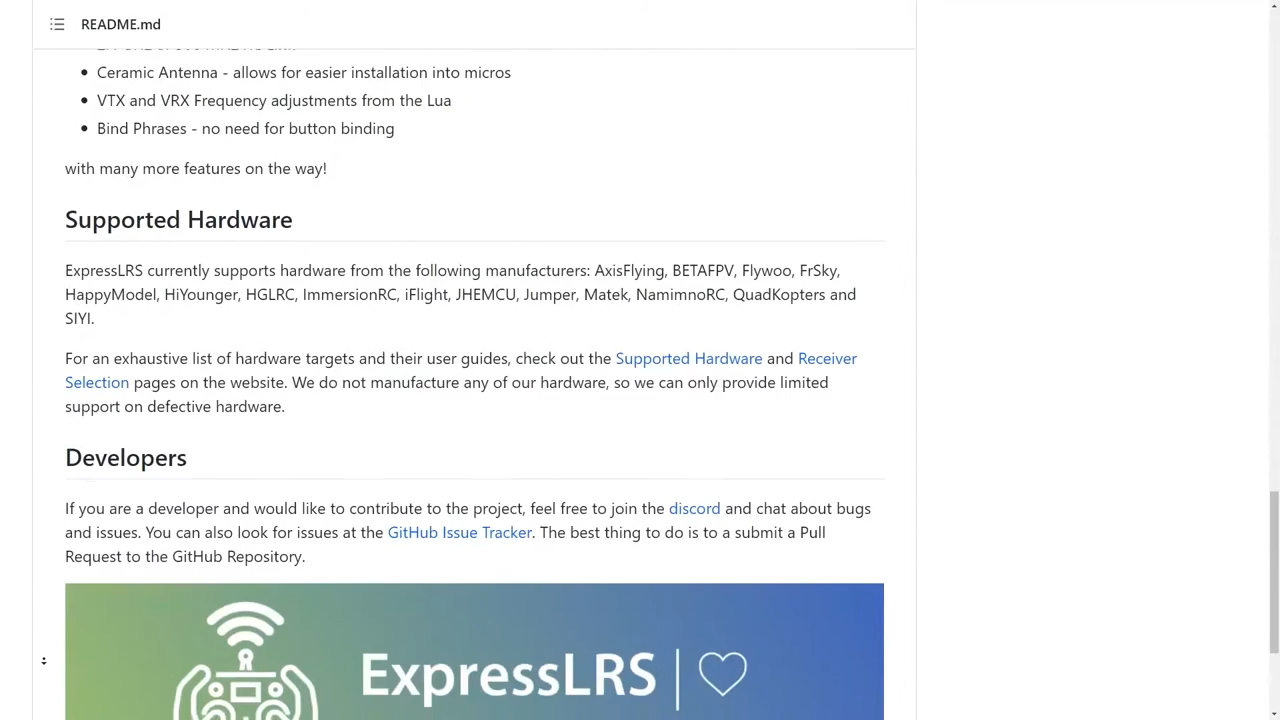 README.md
Ceramic Antenna - allows for easier installation into micros
VTX and VRX Frequency adjustments from the Lua
Bind Phrases - no need for button binding
with many more features on the way!
Supported Hardware
ExpressLRS currently supports hardware from the following manufacturers: AxisFlying, BETAFPV, Flywoo, FrSky,
HappyModel, HiYounger, HGLRC, ImmersionRC, iFlight, JHEMCU, Jumper, Matek, NamimnoRC, QuadKopters and
SIYI.
For an exhaustive list of hardware targets and their user guides, check out the Supported Hardware and Receiver
Selection pages on the website. We do not manufacture any of our hardware, so we can only provide limited
support on defective hardware.
Developers
If you are a developer and would like to contribute to the project, feel free to join the discord and chat about bugs
and issues. You can also look for issues at the GitHub Issue Tracker. The best thing to do is to a submit a Pull
Request to the GitHub Repository.
ExpressLRS